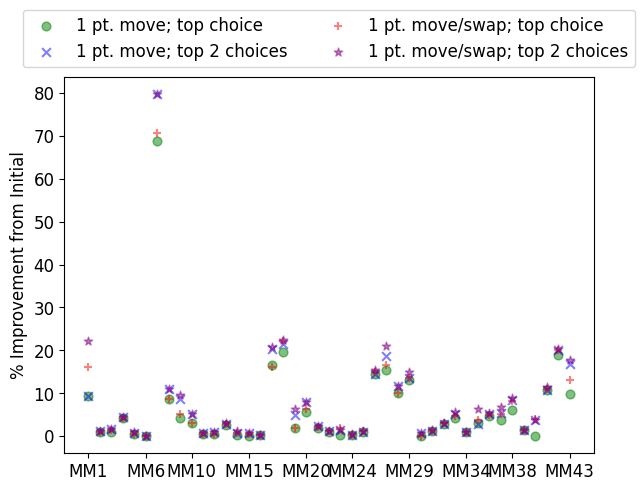 1 pt. move; top choice
1 pt. move; top 2 choices
1 pt. move/swap; top choice
1 pt. move/swap; top 2 choices
% Improvement from Initial
80
70
60
50
40
30
20
10
0
MM1 MM6 MM10 MM15 MM20 MM24 MM29 MM34 MM38 MM43